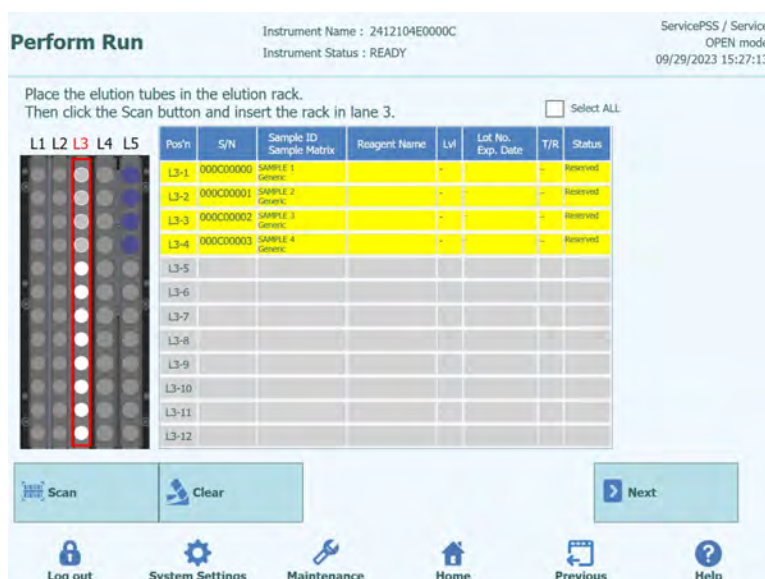 Perform Run
Instrument Name : 2412104E0000C
Instrument Status : READY
ServicePSS / Service
OPEN mode
09/29/2023 15:27:13
Place the elution tubes in the elution rack.
Then click the Scan button and insert the rack in lane 3.
Select ALL
L1 L2 L3 L4 L5
Pos'n S/N Sample ID Sample Matrix Reagent Name Lvl Lot No. Exp. Date T/R Status
L3-1 000C00000 SAMPLE 1 Generic - - -- Reserved
L3-2 000C00001 SAMPLE 2 Generic - - -- Reserved
L3-3 000C00002 SAMPLE 3 Generic - - -- Reserved
L3-4 000C00003 SAMPLE 4 Generic - - -- Reserved
L3-5
L3-6
L3-7
L3-8
L3-9
L3-10
L3-11
L3-12
Scan
Clear
Next
Log out
System Settings
Maintenance
Home
Previous
Help